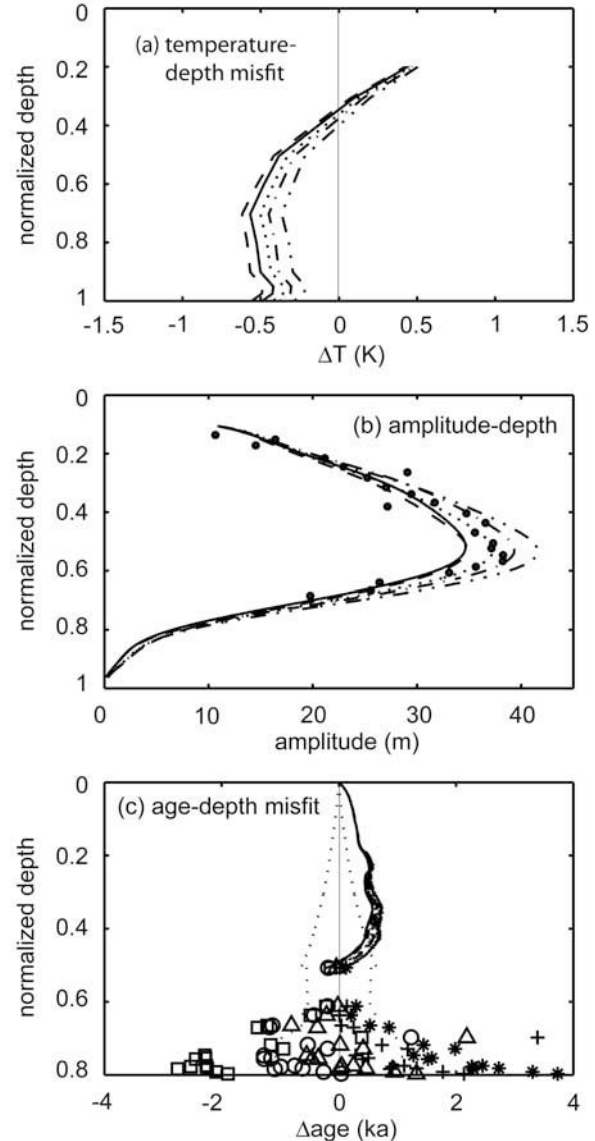 0
(a) temperature-
depth misfit
0.2
0.4
0.6
0.8
1
normalized depth
-1.5 -1 -0.5 0 0.5 1 1.5
ΔT (K)
0
(b) amplitude-depth
0.2
0.4
0.6
0.8
1
normalized depth
0 10 20 30 40
amplitude (m)
0
(c) age-depth misfit
0.2
0.4
0.6
0.8
normalized depth
-4 -2 0 2 4
Δage (ka)